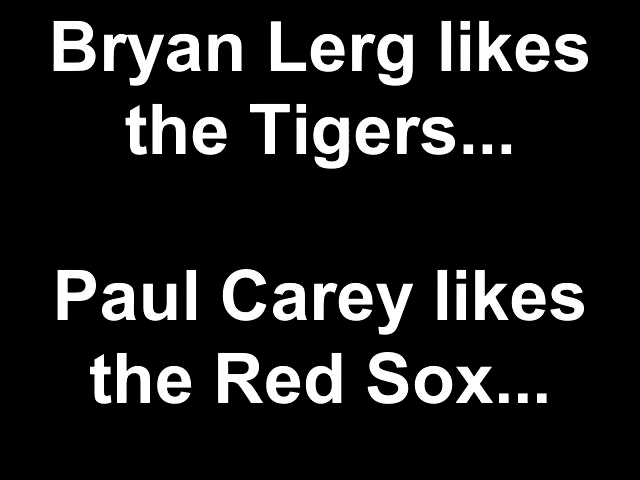 Bryan Lerg likes
the Tigers...
Paul Carey likes
the Red Sox...